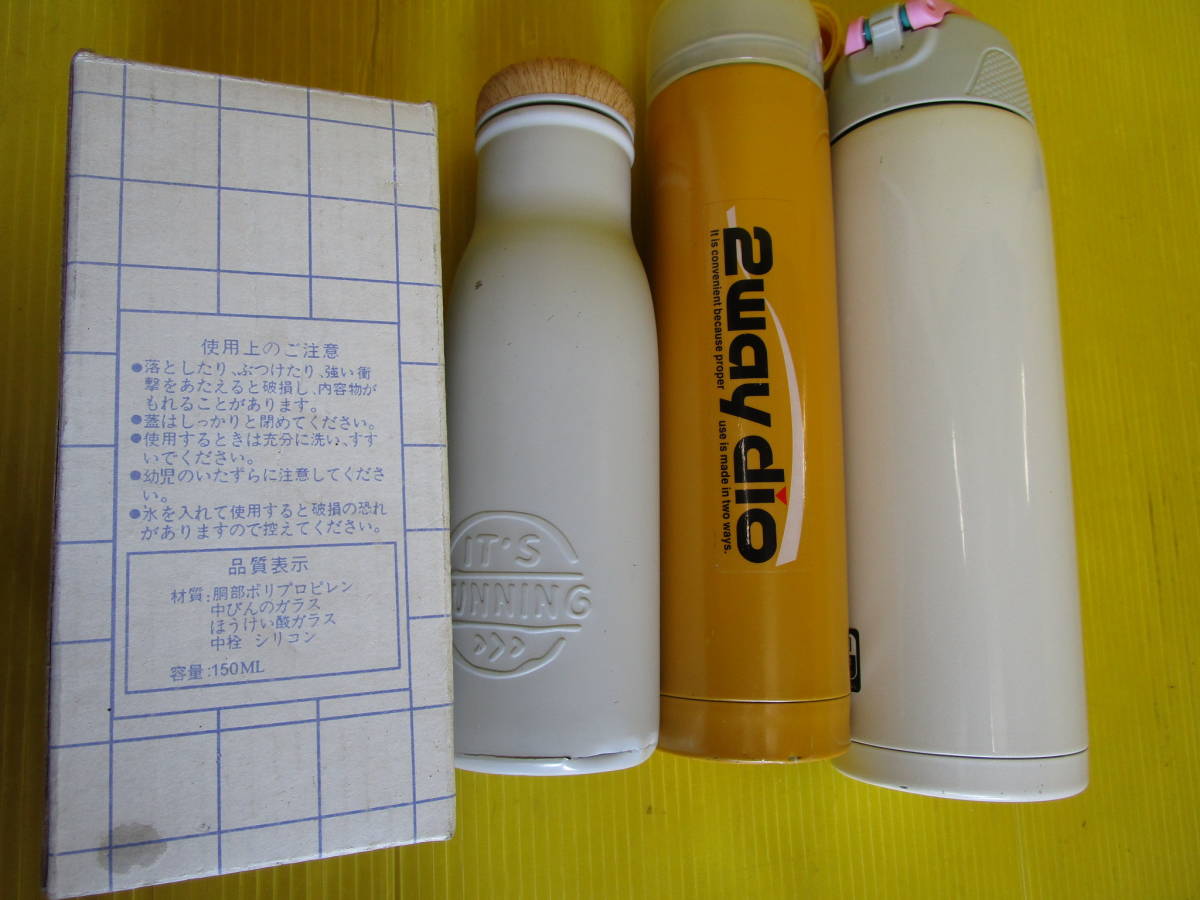 使用上のご注意
●落としたり、ぶつけたり、強い衝
撃をあたえると破損し、内容物が
もれることがあります。
●蓋はしっかりと閉めてください。
●使用するときは充分に洗い、すす
いでください。
●幼児のいたずらに注意してくださ
い。
●氷を入れて使用すると破損の恐れ
がありますので控えてください。
品質表示
材質:胴部ポリプロピレン
中びんのガラス
ほうけい酸ガラス
中栓 シリコン
容量:150ML
IT'S
UNNING
>>>
2way dio
It is convenient because proper use is made in two ways.